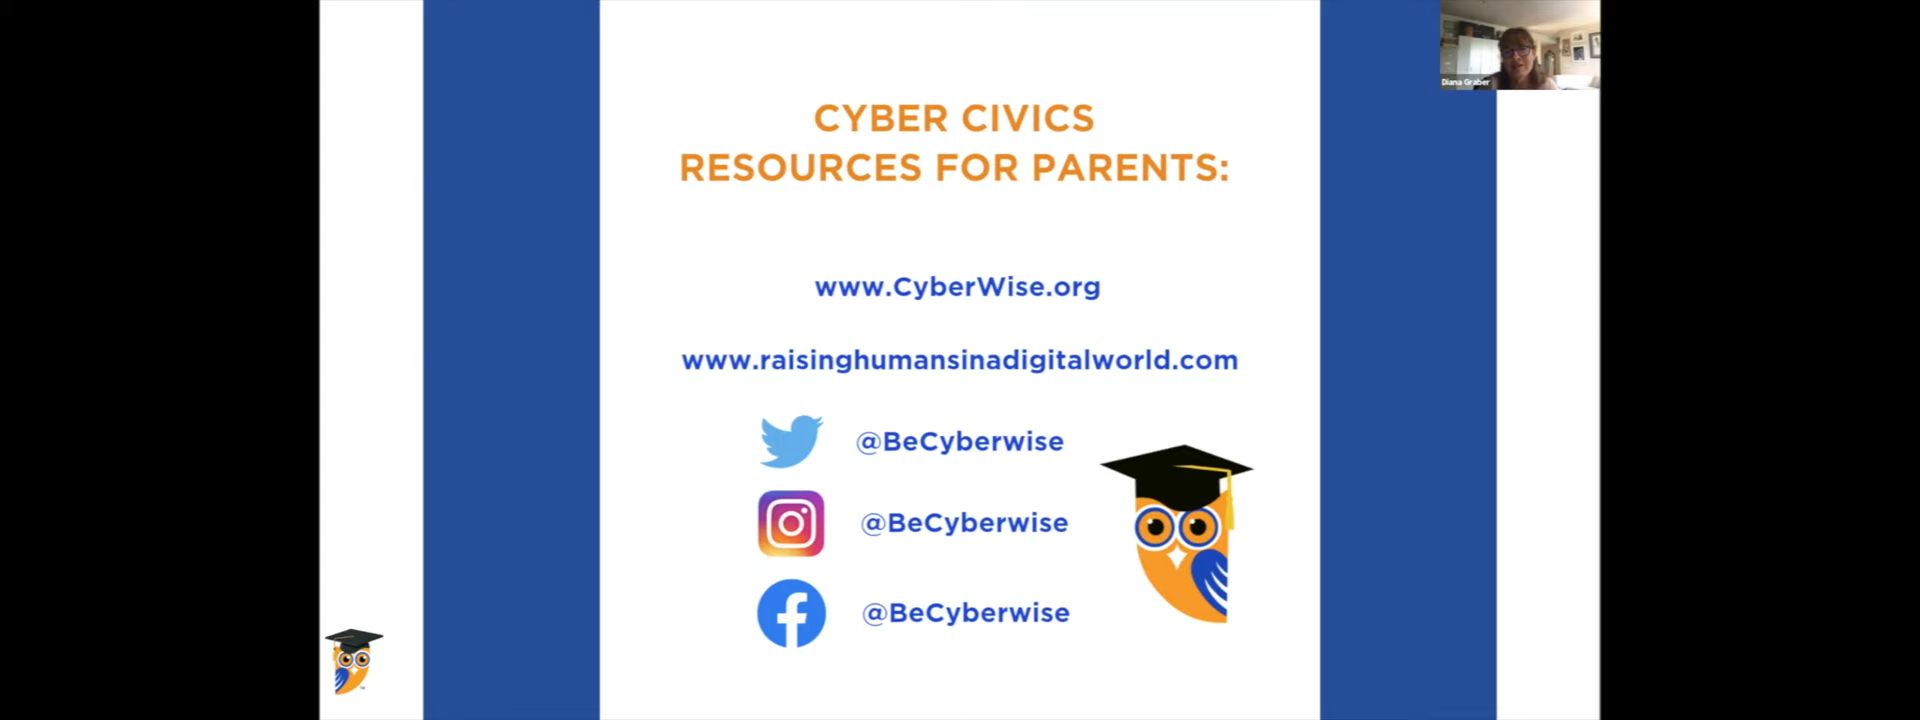 Diana Graber
CYBER CIVICS
RESOURCES FOR PARENTS:
www.CyberWise.org
www.raisinghumansinadigitalworld.com
@BeCyberwise
@BeCyberwise
@BeCyberwise